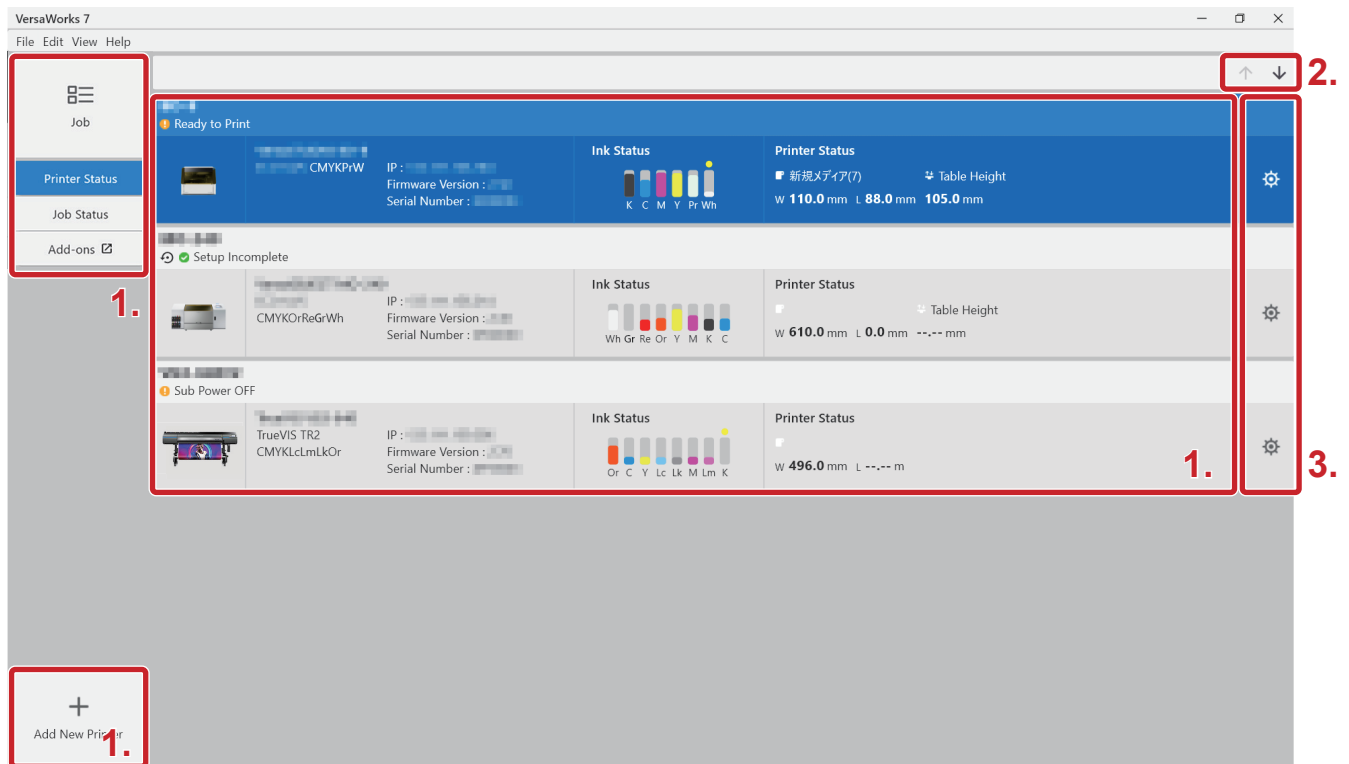 VersaWorks 7
File Edit View Help
Job
Printer Status
Job Status
Add-ons
1.
2.
Ready to Print
CMYKPrW
IP :
Firmware Version :
Serial Number :
Ink Status
K C M Y Pr Wh
Printer Status
新規メディア(7) Table Height
W 110.0 mm L 88.0 mm 105.0 mm
Setup Incomplete
CMYKOrReGrWh
IP :
Firmware Version :
Serial Number :
Ink Status
Wh Gr Re Or Y M K C
Printer Status
Table Height
W 610.0 mm L 0.0 mm --.-- mm
Sub Power OFF
TrueVIS TR2
CMYKLcLmLkOr
IP :
Firmware Version :
Serial Number :
Ink Status
Or C Y Lc Lk M Lm K
Printer Status
W 496.0 mm L --.-- m
1.
3.
Add New Printer
1.